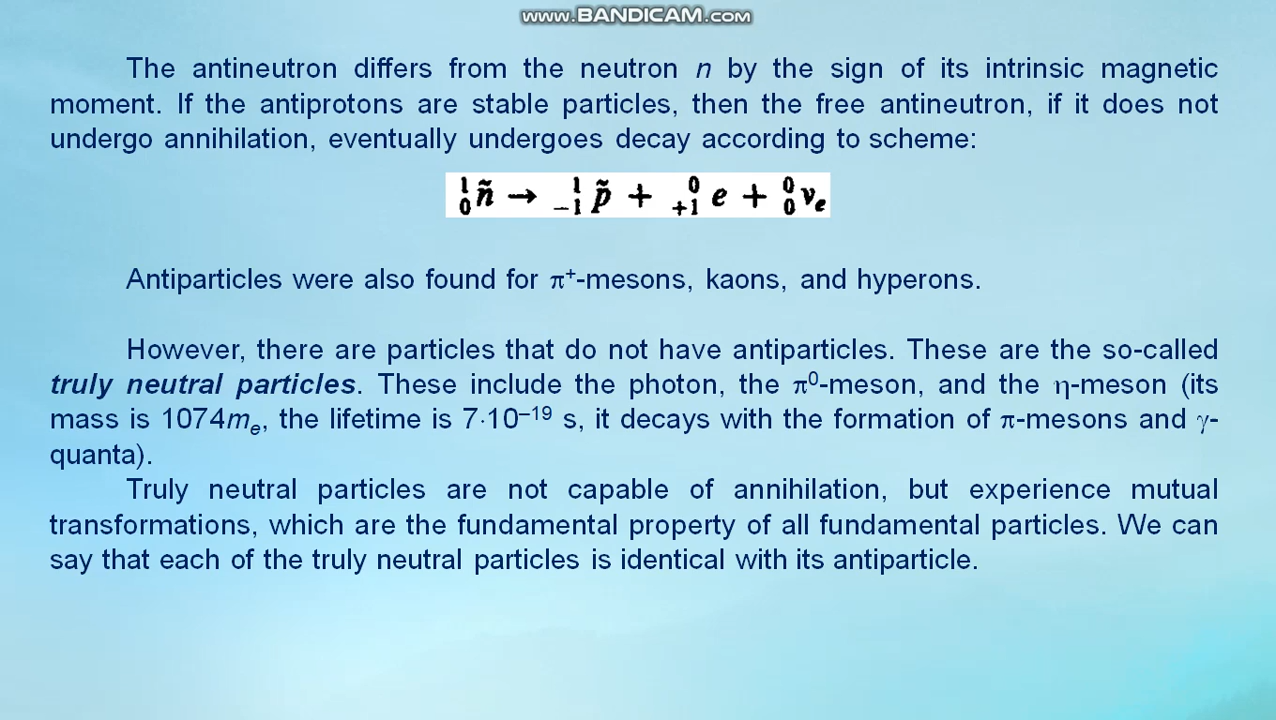 www.BANDICAM.com
The antineutron differs from the neutron n by the sign of its intrinsic magnetic
moment. If the antiprotons are stable particles, then the free antineutron, if it does not
undergo annihilation, eventually undergoes decay according to scheme:
¹₀ñ → ¹₋₁p̃ + ⁰₊₁e + ⁰₀νₑ
Antiparticles were also found for π⁺-mesons, kaons, and hyperons.
However, there are particles that do not have antiparticles. These are the so-called
truly neutral particles. These include the photon, the π⁰-meson, and the η-meson (its
mass is 1074mₑ, the lifetime is 7·10⁻¹⁹ s, it decays with the formation of π-mesons and γ-
quanta).
Truly neutral particles are not capable of annihilation, but experience mutual
transformations, which are the fundamental property of all fundamental particles. We can
say that each of the truly neutral particles is identical with its antiparticle.